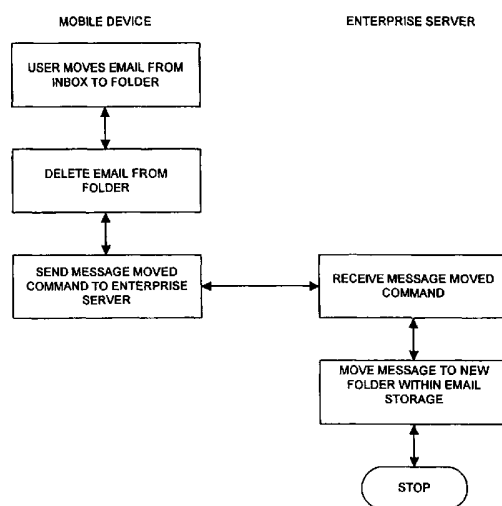 MOBILE DEVICE
ENTERPRISE SERVER
USER MOVES EMAIL FROM
INBOX TO FOLDER
DELETE EMAIL FROM
FOLDER
SEND MESSAGE MOVED
COMMAND TO ENTERPRISE
SERVER
RECEIVE MESSAGE MOVED
COMMAND
MOVE MESSAGE TO NEW
FOLDER WITHIN EMAIL
STORAGE
STOP